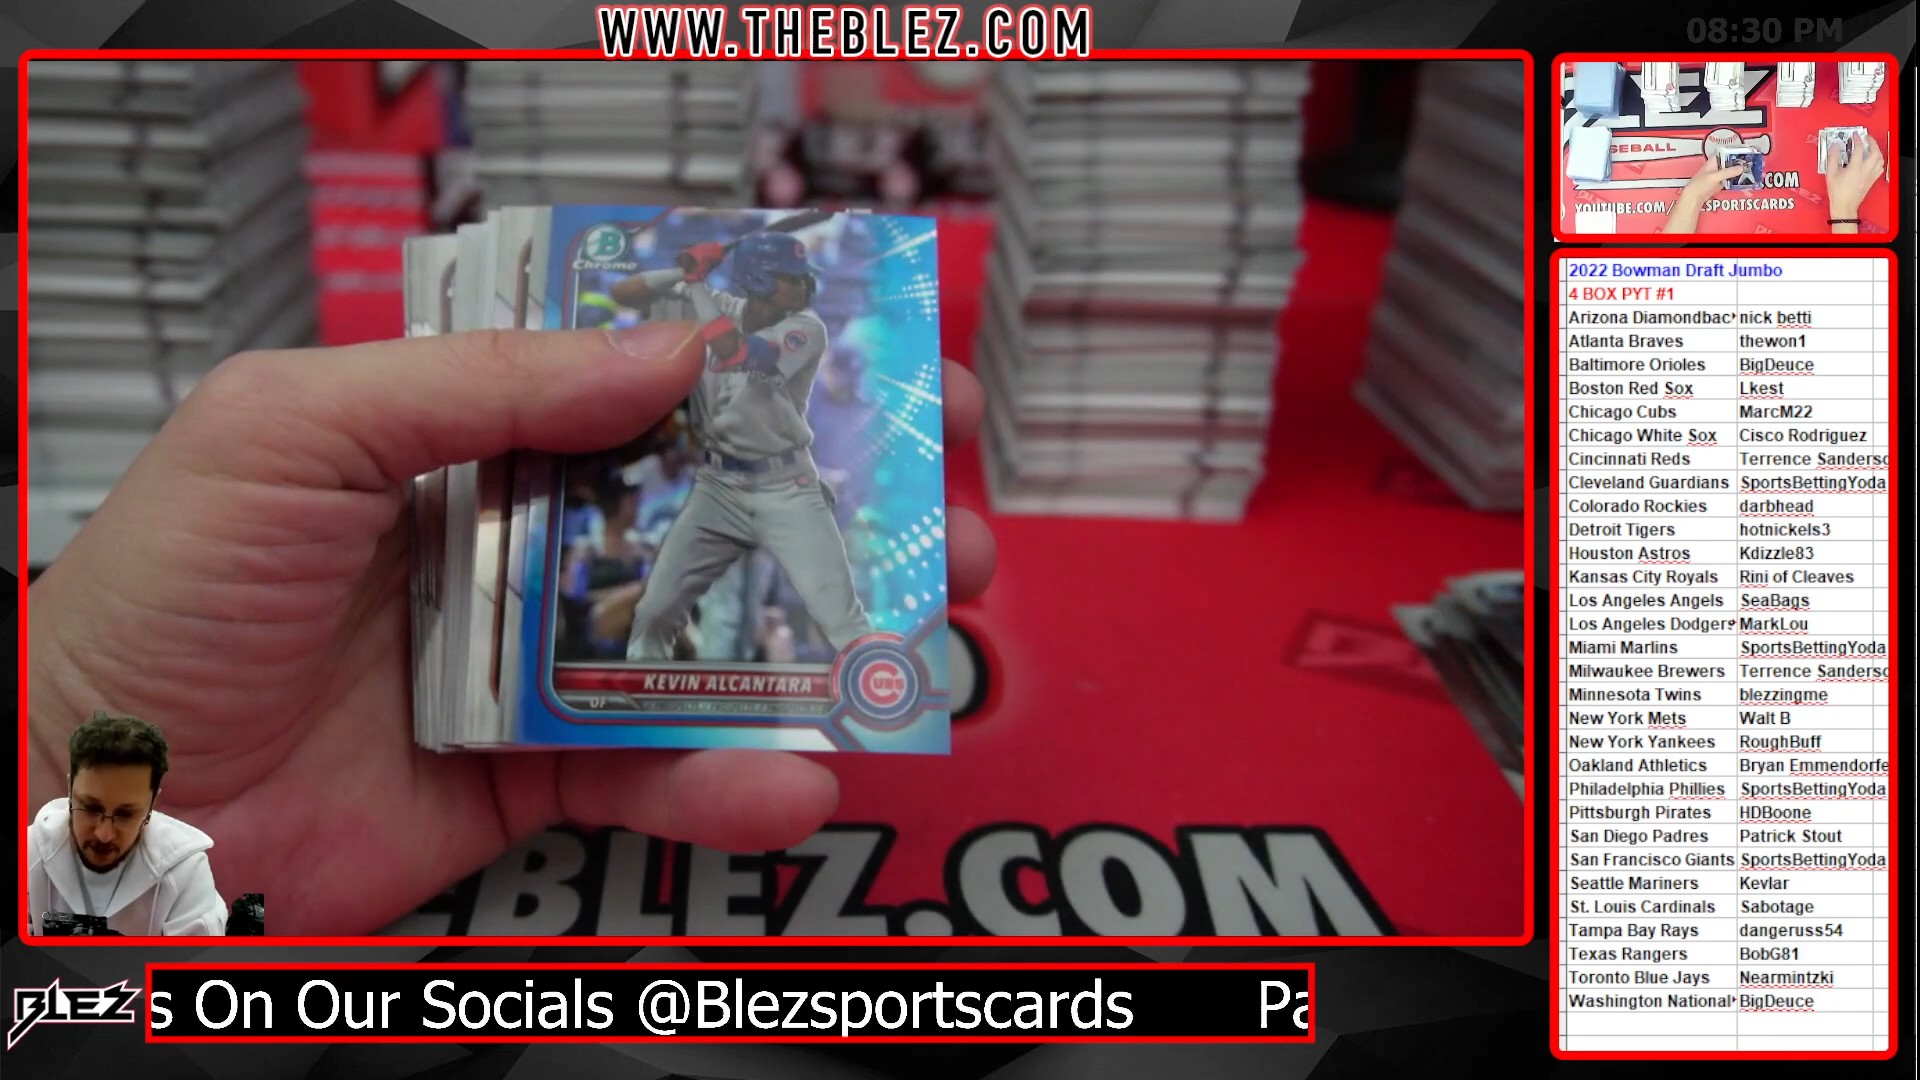 WWW.THEBLEZ.COM
08:30 PM
B
Chrome
KEVIN ALCANTARA
OF
CUBS
BLEZ.COM
SEBALL
.COM
YOUTUBE.COM/BLEZSPORTSCARDS
2022 Bowman Draft Jumbo
4 BOX PYT #1
Arizona Diamondbac nick betti
Atlanta Braves thewon1
Baltimore Orioles BigDeuce
Boston Red Sox Lkest
Chicago Cubs MarcM22
Chicago White Sox Cisco Rodriguez
Cincinnati Reds Terrence Sanderso
Cleveland Guardians SportsBettingYoda
Colorado Rockies darbhead
Detroit Tigers hotnickels3
Houston Astros Kdizzle83
Kansas City Royals Rini of Cleaves
Los Angeles Angels SeaBags
Los Angeles Dodgers MarkLou
Miami Marlins SportsBettingYoda
Milwaukee Brewers Terrence Sanderso
Minnesota Twins blezzingme
New York Mets Walt B
New York Yankees RoughBuff
Oakland Athletics Bryan Emmendorfe
Philadelphia Phillies SportsBettingYoda
Pittsburgh Pirates HDBoone
San Diego Padres Patrick Stout
San Francisco Giants SportsBettingYoda
Seattle Mariners Kevlar
St. Louis Cardinals Sabotage
Tampa Bay Rays dangeruss54
Texas Rangers BobG81
Toronto Blue Jays Nearmintzki
Washington National BigDeuce
BLEZ
s On Our Socials @Blezsportscards Pa